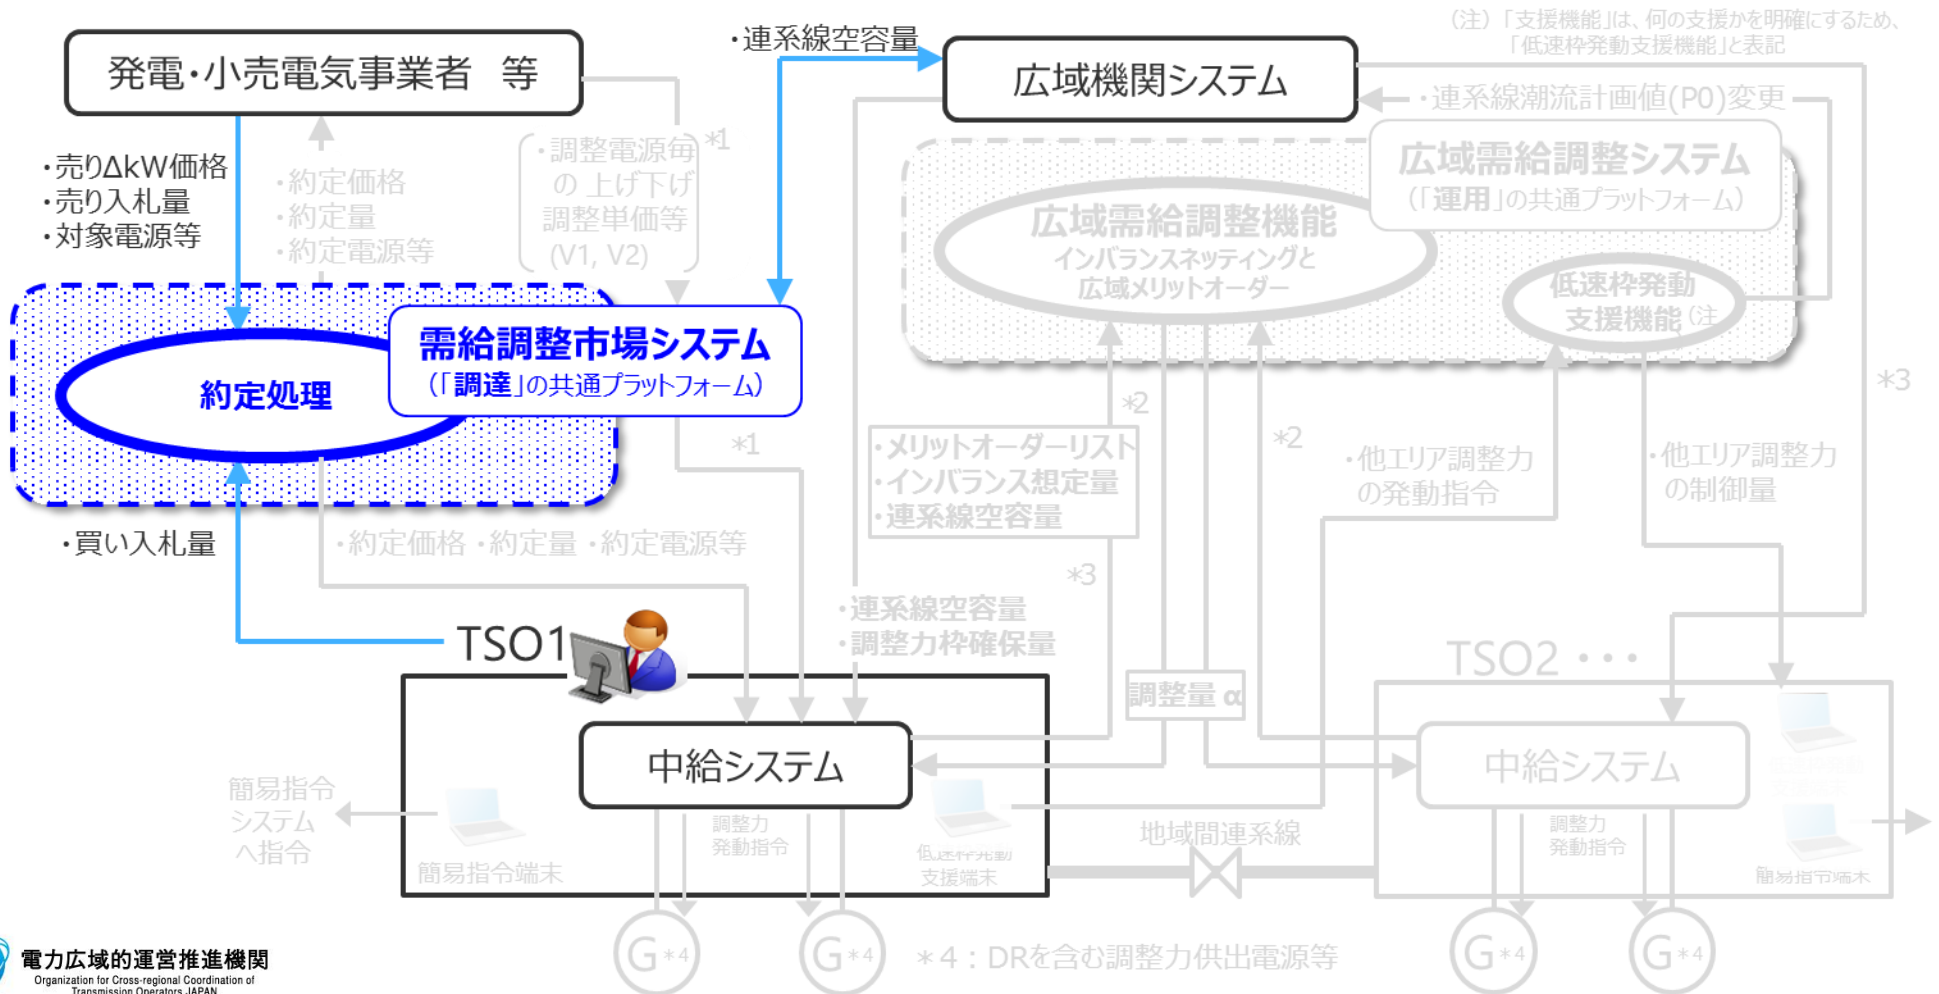 (注)「支援機能」は、何の支援かを明確にするため、
「低速枠発動支援機能」と表記
・連系線空容量
発電・小売電気事業者 等
広域機関システム
・連系線潮流計画値(P0)変更
*1
・調整電源毎
の 上げ下げ
調整単価等
(V1, V2)
・売りΔkW価格
・売り入札量
・対象電源等
・約定価格
・約定量
・約定電源等
広域需給調整システム
(「運用」の共通プラットフォーム)
広域需給調整機能
インバランスネッティングと
広域メリットオーダー
低速枠発動
支援機能(注
需給調整市場システム
(「調達」の共通プラットフォーム)
約定処理
*1
*2
*2
*3
・メリットオーダーリスト
・インバランス想定量
・連系線空容量
・他エリア調整力
の発動指令
・他エリア調整力
の制御量
・買い入札量
・約定価格 ・約定量 ・約定電源等
*3
・連系線空容量
・調整力枠確保量
TSO1
TSO2 ・・・
調整量 α
中給システム
中給システム
簡易指令
システム
へ指令
調整力
発動指令
簡易指令端末
低速枠発動
支援端末
地域間連系線
調整力
発動指令
簡易指令端末
G*4
G*4
*4:DRを含む調整力供出電源等
G*4
G*4
電力広域的運営推進機関
Organization for Cross-regional Coordination of
Transmission Operators, JAPAN